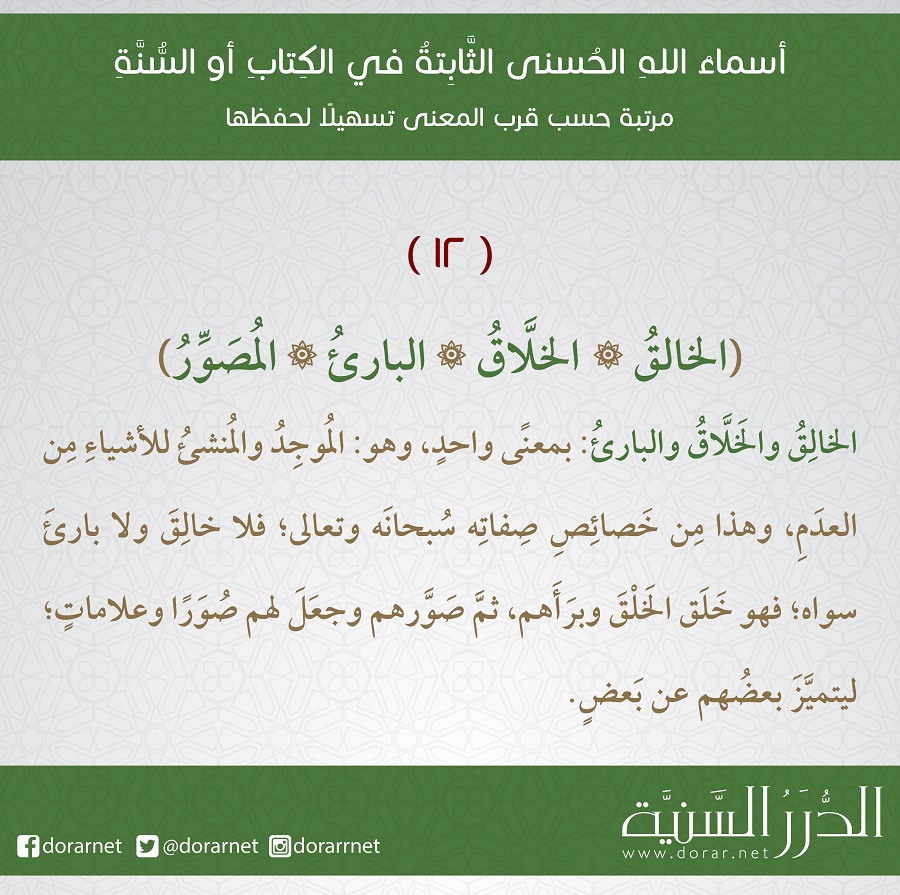 أسماء اللهِ الحُسنى الثَّابِتةُ في الكِتابِ أو السُّنَّةِ
مرتبة حسب قرب المعنى تسهيلًا لحفظها
( ١٢ )
(الخالقُ ۞ الخلَّاقُ ۞ البارئُ ۞ المُصَوِّرُ)
الخالِقُ والخَلَّاقُ والبارئُ: بمعنًى واحدٍ، وهو: المُوجِدُ والمُنشئُ للأشياءِ مِن
العدَمِ، وهذا مِن خَصائِصِ صِفاتِه سُبحانَه وتعالى؛ فلا خالِقَ ولا بارئَ
سواه؛ فهو خَلَق الخَلْقَ وبرَأَهم، ثمَّ صَوَّرهم وجعَلَ لهم صُوَرًا وعلاماتٍ؛
ليتميَّزَ بعضُهم عن بَعضٍ.
الدُّرَرُ السَّنيَّة
www.dorar.net
dorarnet @dorarnet dorarrnet